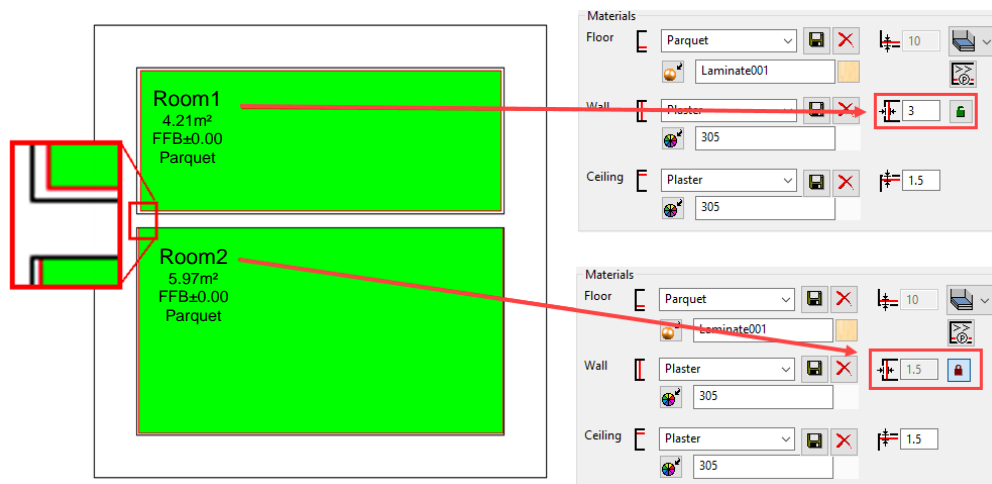 Room1
4.21m²
FFB±0.00
Parquet
Room2
5.97m²
FFB±0.00
Parquet
Materials
Floor Parquet 10
Laminate001
Wall Plaster 3
305
Ceiling Plaster 1.5
305
Materials
Floor Parquet 10
Laminate001
Wall Plaster 1.5
305
Ceiling Plaster 1.5
305